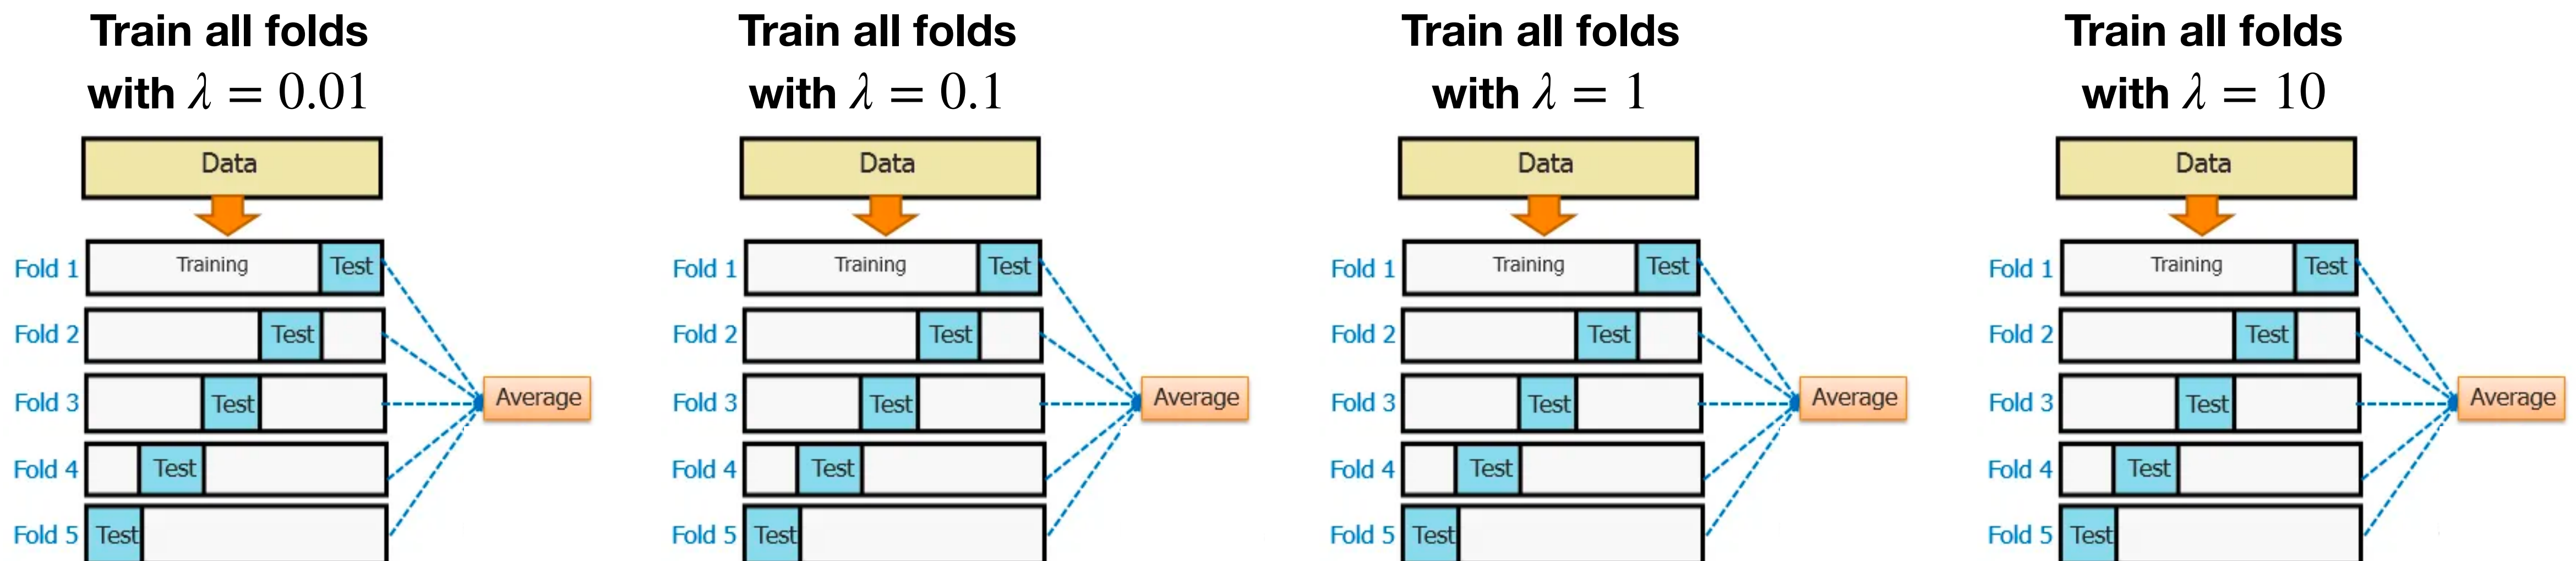 Train all folds
with λ = 0.01
Data
Fold 1 Training Test
Fold 2 Test
Fold 3 Test
Average
Fold 4 Test
Fold 5 Test
Train all folds
with λ = 0.1
Data
Fold 1 Training Test
Fold 2 Test
Fold 3 Test
Average
Fold 4 Test
Fold 5 Test
Train all folds
with λ = 1
Data
Fold 1 Training Test
Fold 2 Test
Fold 3 Test
Average
Fold 4 Test
Fold 5 Test
Train all folds
with λ = 10
Data
Fold 1 Training Test
Fold 2 Test
Fold 3 Test
Average
Fold 4 Test
Fold 5 Test